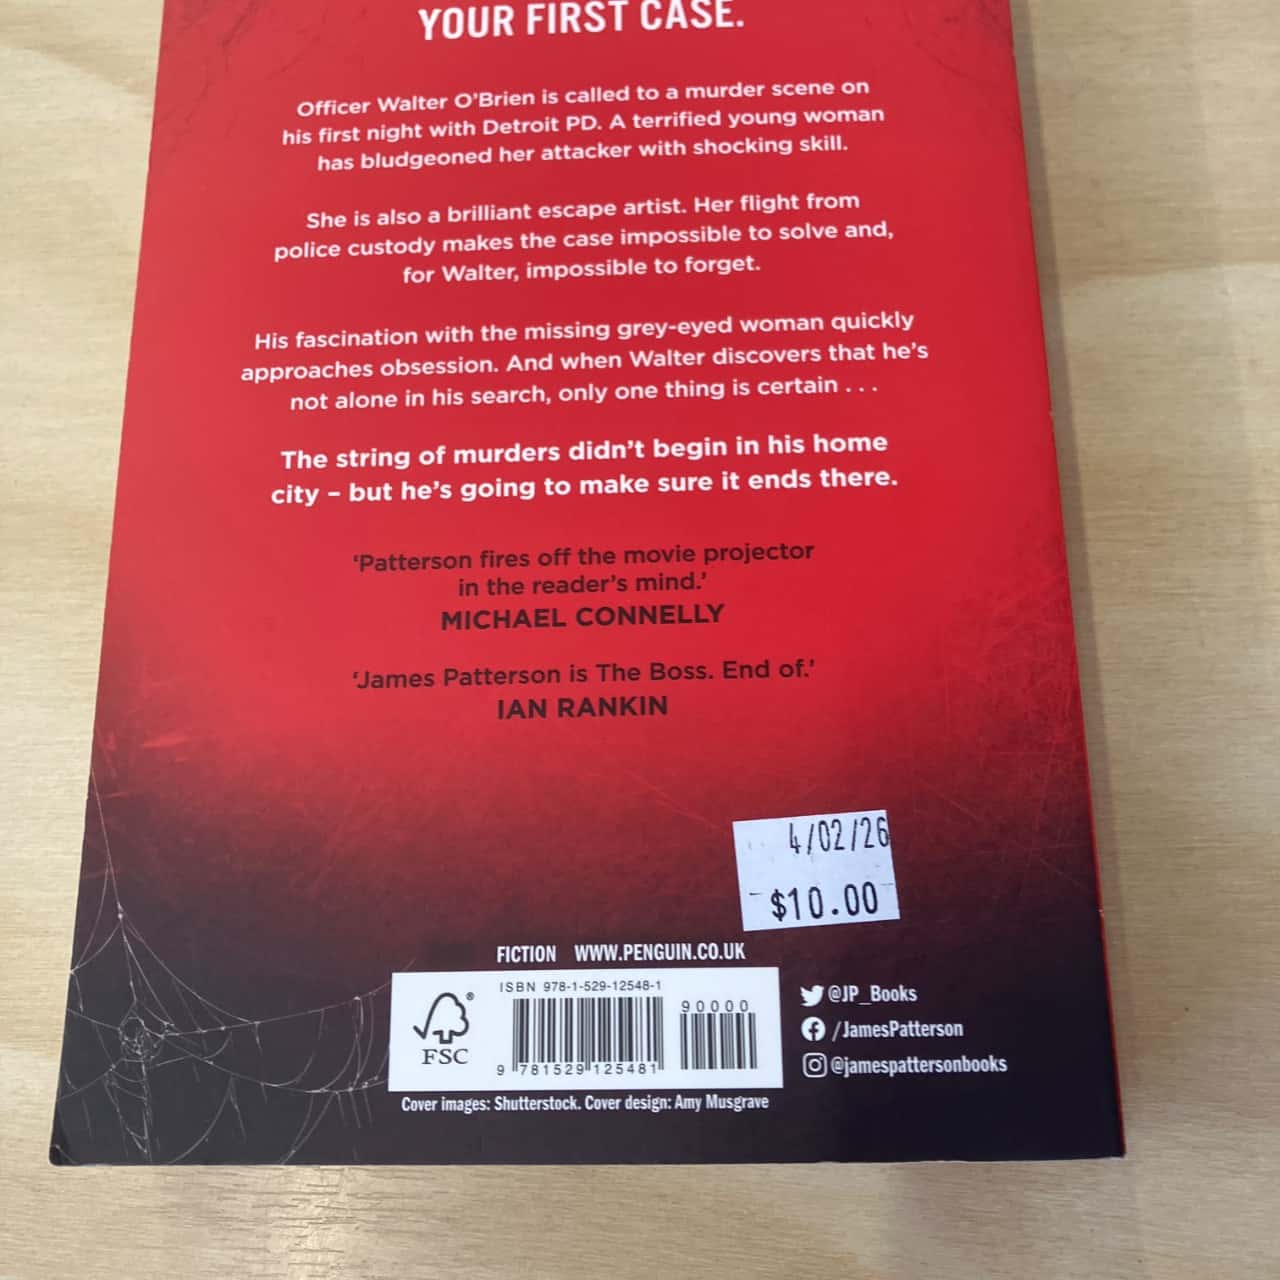 YOUR FIRST CASE.
Officer Walter O'Brien is called to a murder scene on
his first night with Detroit PD. A terrified young woman
has bludgeoned her attacker with shocking skill.
She is also a brilliant escape artist. Her flight from
police custody makes the case impossible to solve and,
for Walter, impossible to forget.
His fascination with the missing grey-eyed woman quickly
approaches obsession. And when Walter discovers that he's
not alone in his search, only one thing is certain . . .
The string of murders didn't begin in his home
city – but he's going to make sure it ends there.
'Patterson fires off the movie projector
in the reader's mind.'
MICHAEL CONNELLY
'James Patterson is The Boss. End of.'
IAN RANKIN
4/02/26
$10.00
FICTION WWW.PENGUIN.CO.UK
ISBN 978-1-529-12548-1
90000
9 781529 125481
® FSC
@JP_Books
/JamesPatterson
@jamespattersonbooks
Cover images: Shutterstock. Cover design: Amy Musgrave